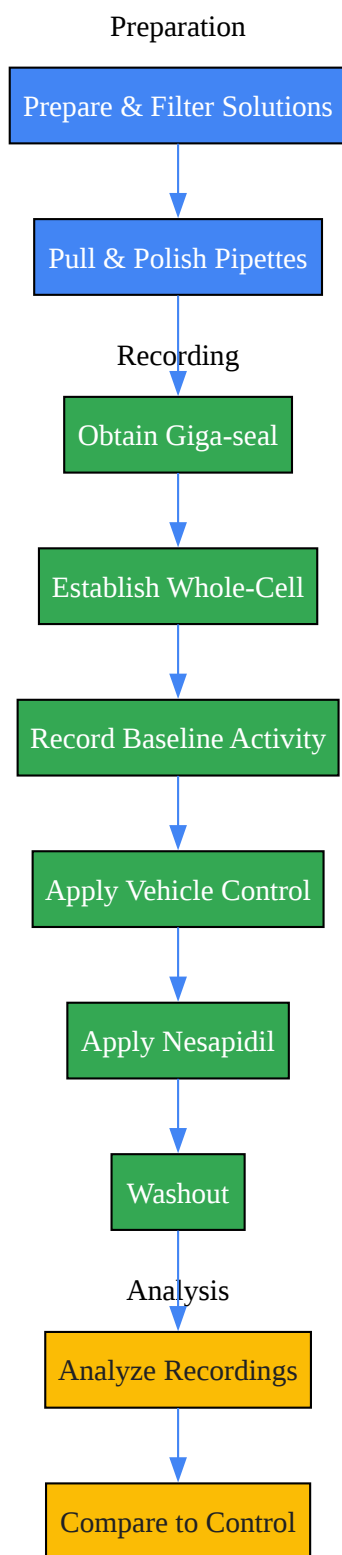 Preparation
Prepare & Filter Solutions
Pull & Polish Pipettes
Recording
Obtain Giga-seal
Establish Whole-Cell
Record Baseline Activity
Apply Vehicle Control
Apply Nesapidil
Washout
Analysis
Analyze Recordings
Compare to Control